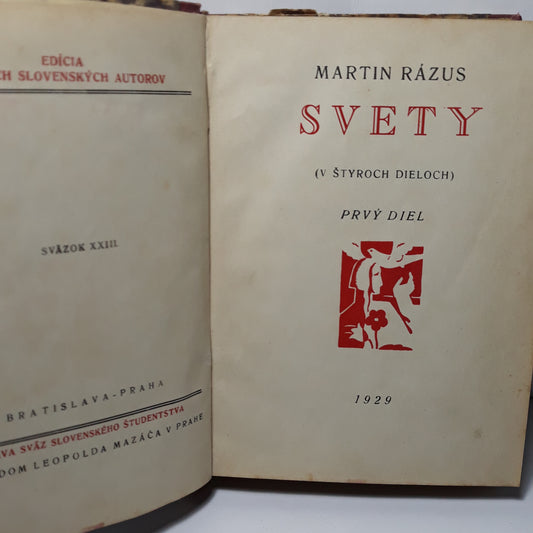 EDÍCIA
CH SLOVENSKÝCH AUTOROV
SVÄZOK XXIII.
BRATISLAVA-PRAHA
VA SVÄZ SLOVENSKÉHO ŠTUDENTSTVA
DOM LEOPOLDA MAZÁČA V PRAHE
MARTIN RÁZUS
SVETY
(V ŠTYROCH DIELOCH)
PRVÝ DIEL
1929